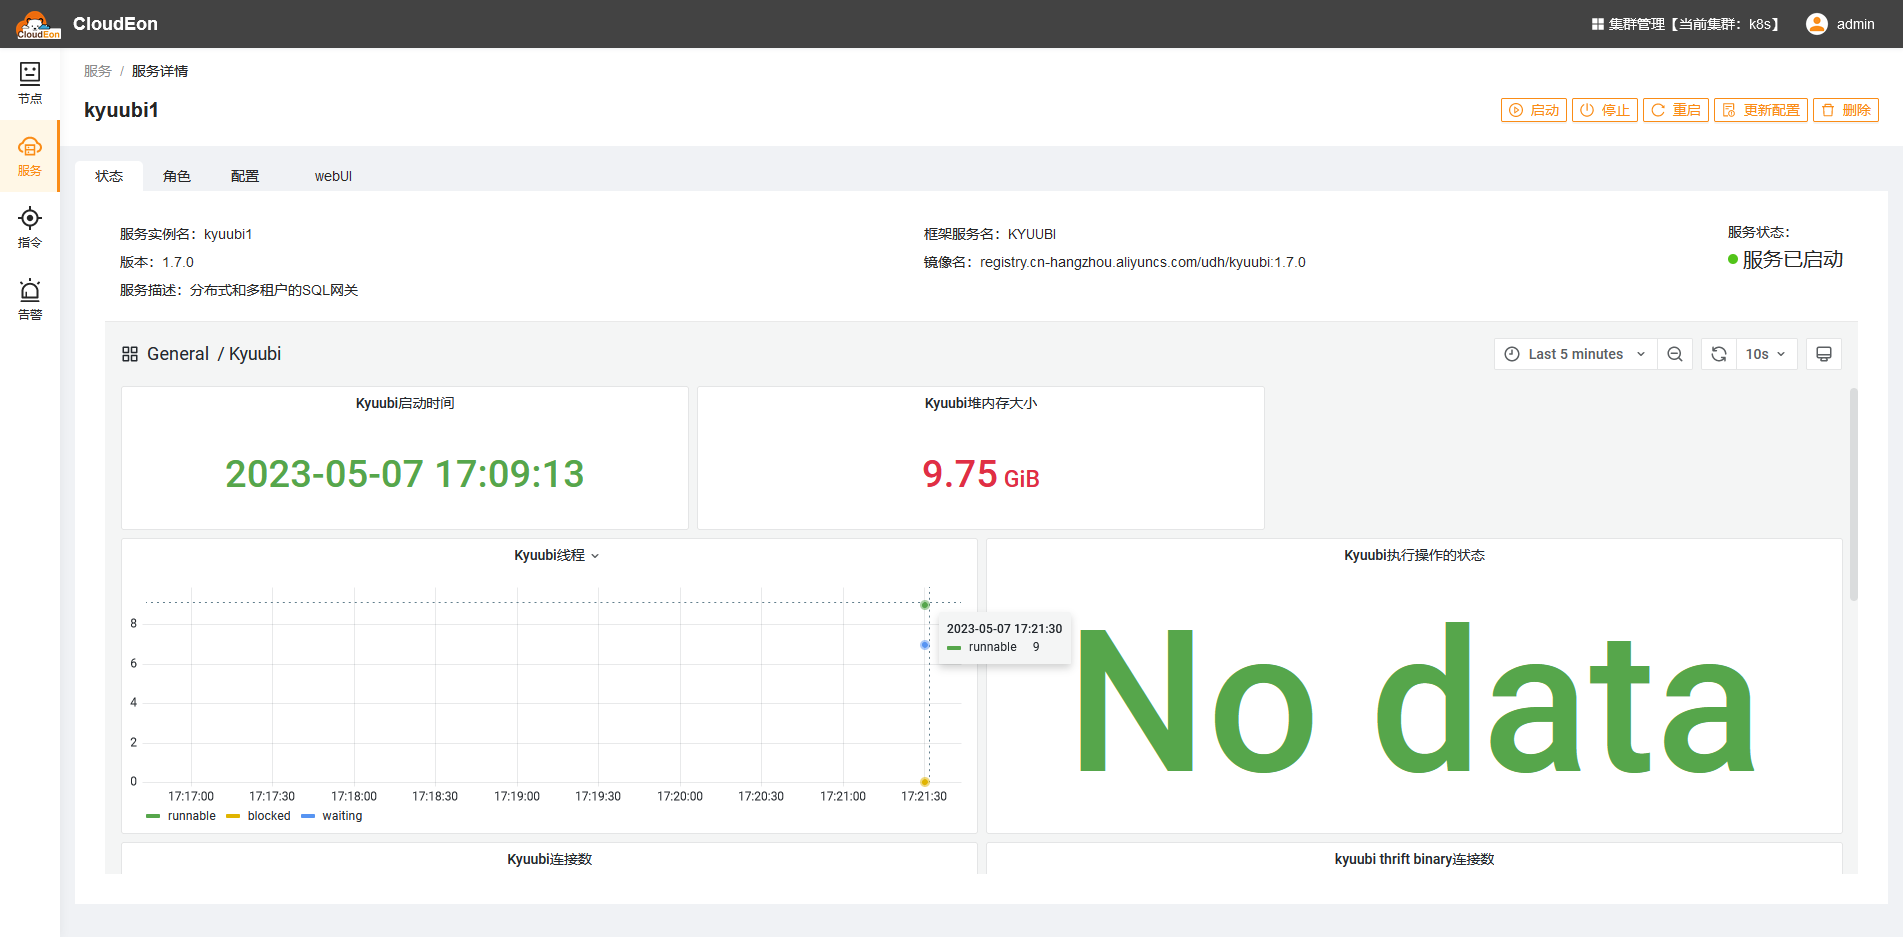 CloudEon
CloudEon
集群管理【当前集群：k8s】
admin
节点
服务
指令
告警
服务 / 服务详情
kyuubi1
启动
停止
重启
更新配置
删除
状态
角色
配置
webUI
服务实例名：kyuubi1
框架服务名：KYUUBI
服务状态：
版本：1.7.0
镜像名：registry.cn-hangzhou.aliyuncs.com/udh/kyuubi:1.7.0
服务已启动
服务描述：分布式和多租户的SQL网关
General / Kyuubi
Last 5 minutes
10s
Kyuubi启动时间
2023-05-07 17:09:13
Kyuubi堆内存大小
9.75 GiB
Kyuubi线程
8
6
4
2
0
17:17:00 17:17:30 17:18:00 17:18:30 17:19:00 17:19:30 17:20:00 17:20:30 17:21:00 17:21:30
runnable blocked waiting
2023-05-07 17:21:30
runnable 9
Kyuubi执行操作的状态
No data
Kyuubi连接数
kyuubi thrift binary连接数